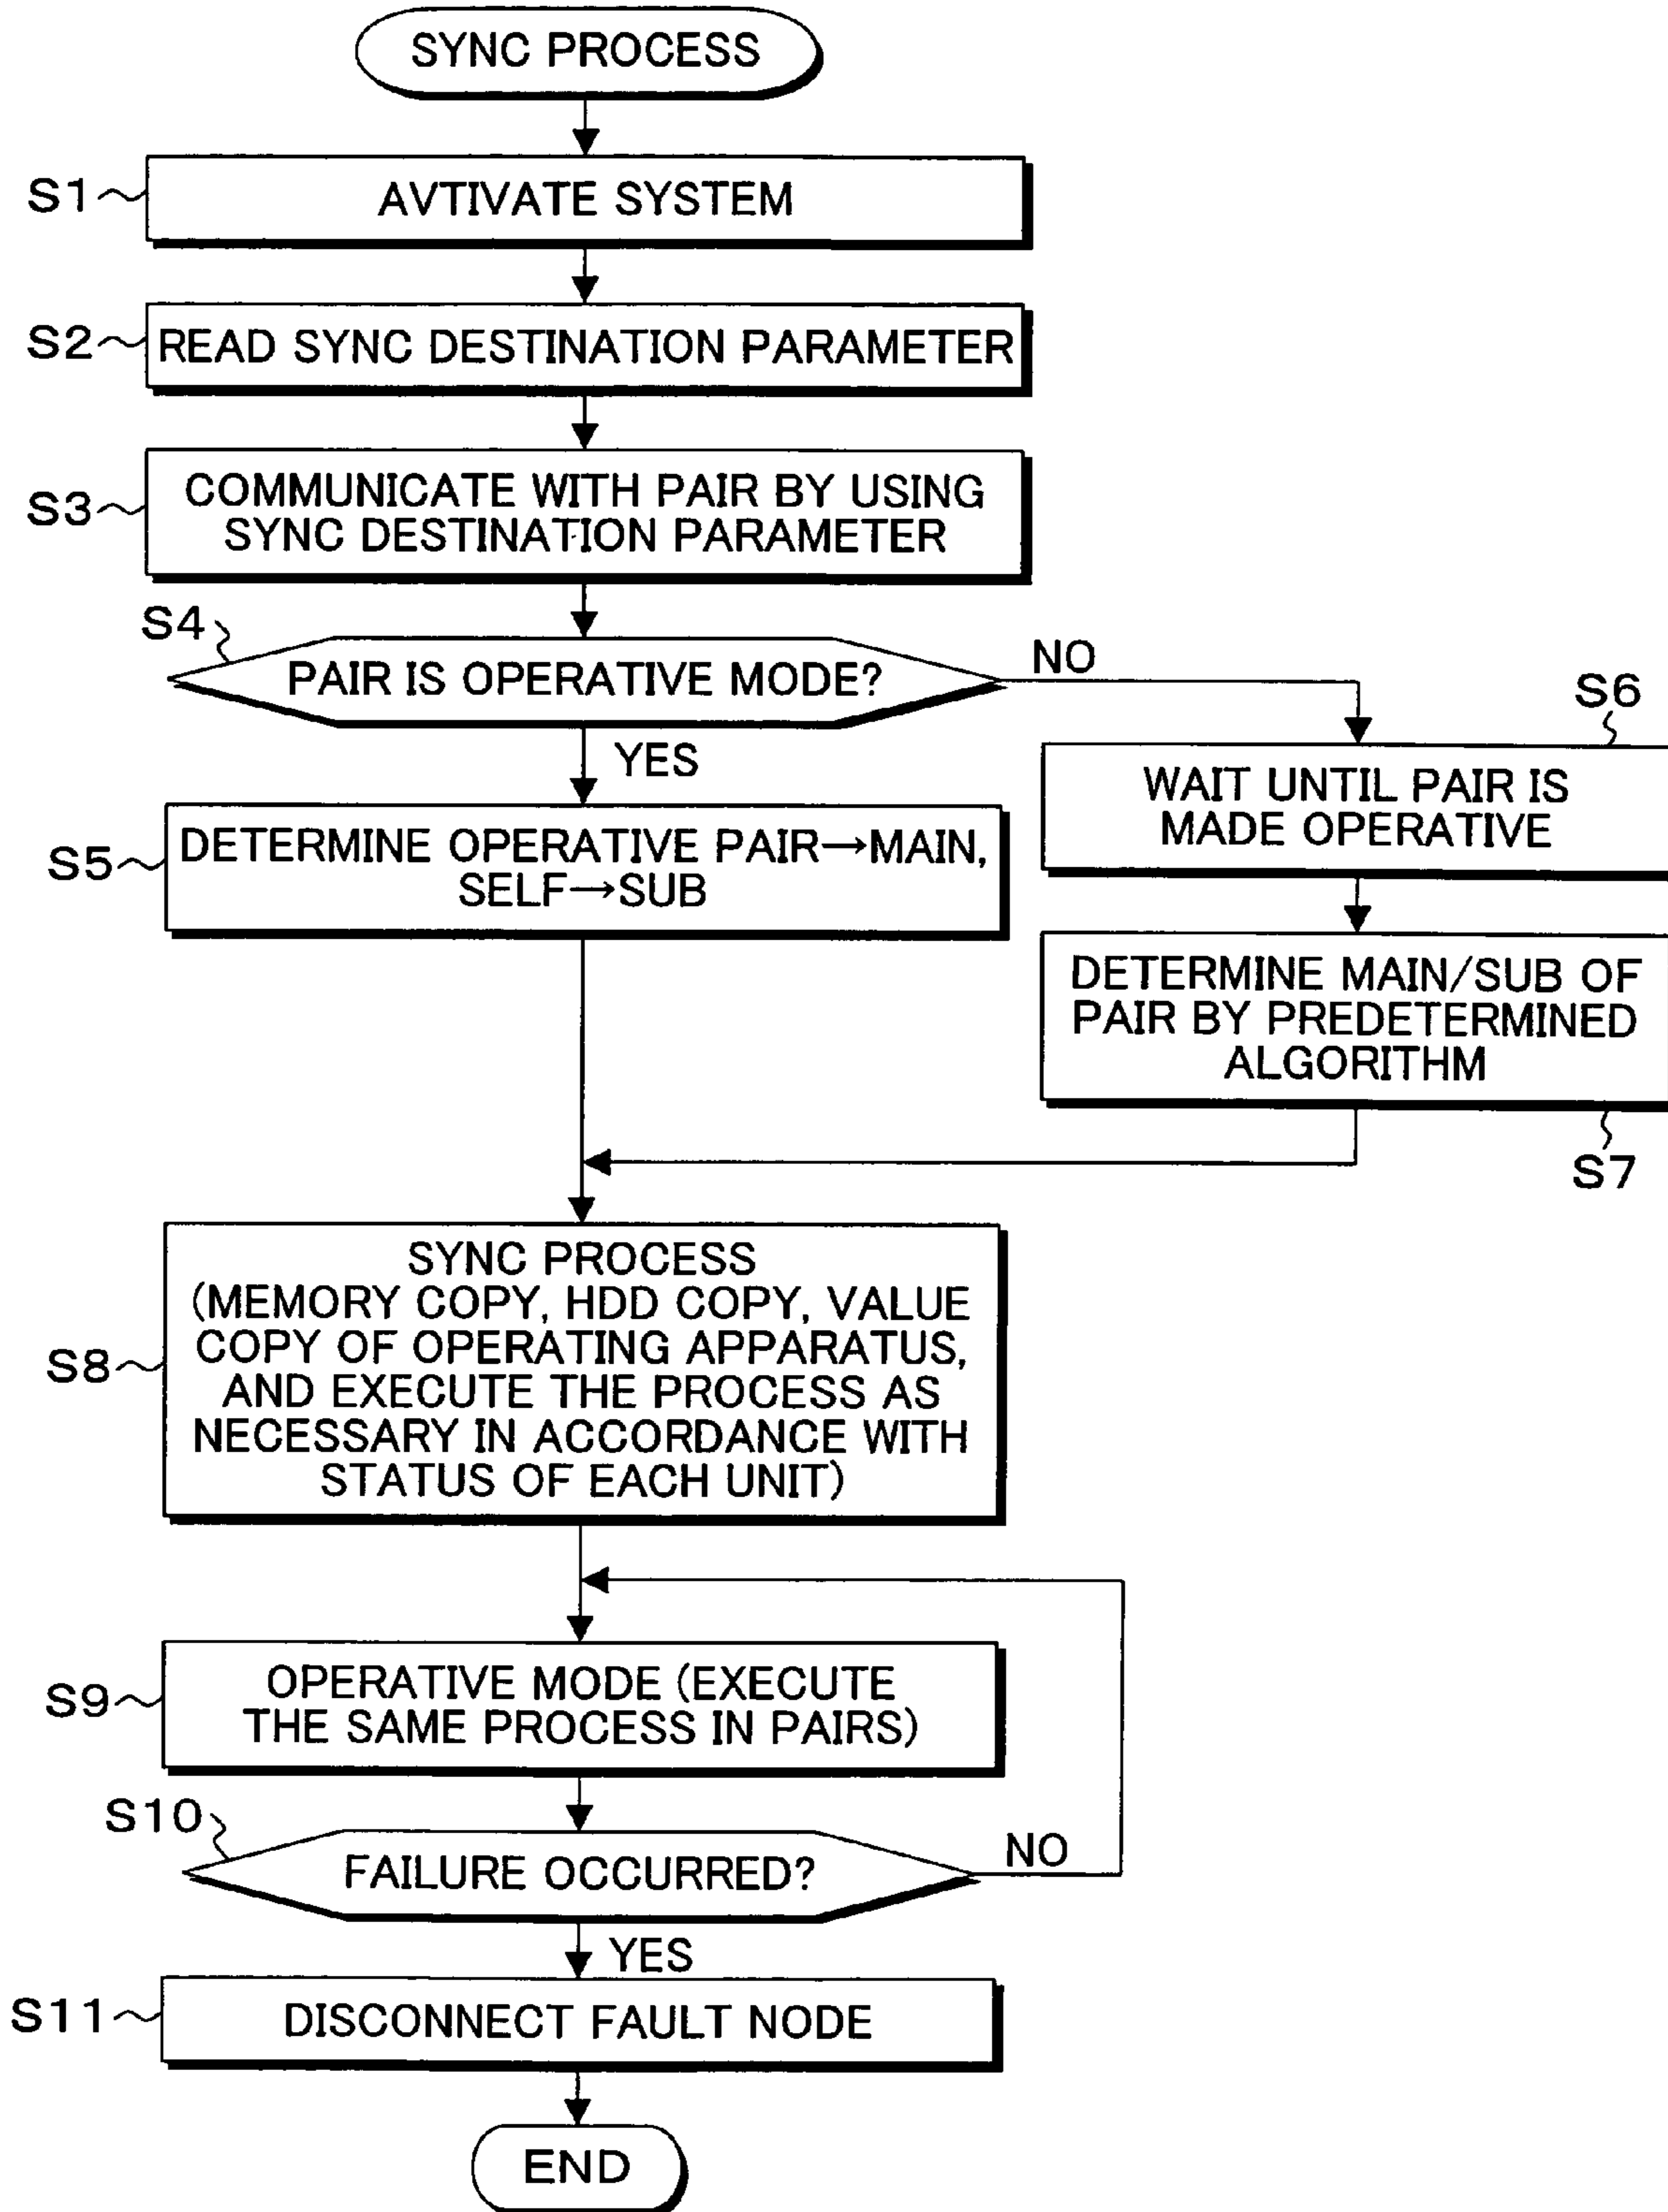 SYNC PROCESS
S1
AVTIVATE SYSTEM
S2
READ SYNC DESTINATION PARAMETER
S3
COMMUNICATE WITH PAIR BY USING
SYNC DESTINATION PARAMETER
S4
PAIR IS OPERATIVE MODE?
NO
YES
S5
DETERMINE OPERATIVE PAIR→MAIN,
SELF→SUB
S6
WAIT UNTIL PAIR IS
MADE OPERATIVE
DETERMINE MAIN/SUB OF
PAIR BY PREDETERMINED
ALGORITHM
S7
S8
SYNC PROCESS
(MEMORY COPY, HDD COPY, VALUE
COPY OF OPERATING APPARATUS,
AND EXECUTE THE PROCESS AS
NECESSARY IN ACCORDANCE WITH
STATUS OF EACH UNIT)
S9
OPERATIVE MODE (EXECUTE
THE SAME PROCESS IN PAIRS)
S10
FAILURE OCCURRED?
NO
YES
S11
DISCONNECT FAULT NODE
END